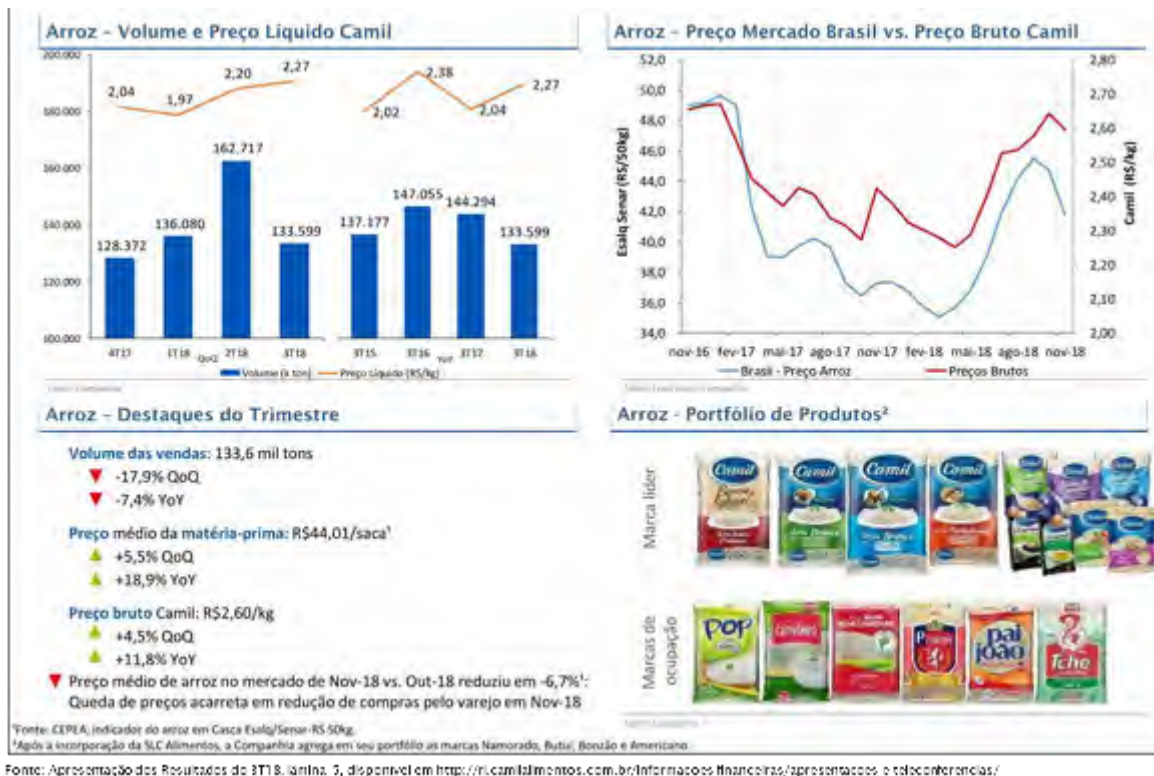 Arroz – Volume e Preço Líquido Camil
200.000
180.000
160.000
140.000
120.000
100.000
2,04
1,97
2,20
2,27
2,02
2,38
2,04
2,27
128.372
136.080
162.717
133.599
137.177
147.055
144.294
133.599
4T17
1T18
2T18
3T18
3T15
3T16
3T17
3T18
QoQ
YoY
Volume (k ton)
Preço Líquido (R$/kg)
Arroz – Preço Mercado Brasil vs. Preço Bruto Camil
Esalq Senar (R$/50kg)
52,0
50,0
48,0
46,0
44,0
42,0
40,0
38,0
36,0
34,0
2,80
2,70
2,60
2,50
2,40
2,30
2,20
2,10
2,00
Camil (R$/kg)
nov-16 fev-17 mai-17 ago-17 nov-17 fev-18 mai-18 ago-18 nov-18
Brasil - Preço Arroz
Preços Brutos
Arroz – Destaques do Trimestre
Volume das vendas: 133,6 mil tons
-17,9% QoQ
-7,4% YoY
Preço médio da matéria-prima: R$44,01/saca¹
+5,5% QoQ
+18,9% YoY
Preço bruto Camil: R$2,60/kg
+4,5% QoQ
+11,8% YoY
Preço médio de arroz no mercado de Nov-18 vs. Out-18 reduziu em -6,7%¹:
Queda de preços acarreta em redução de compras pelo varejo em Nov-18
Arroz - Portfólio de Produtos²
Marca líder
Camil
Camil
Camil
Camil
Marcas de
ocupação
POP
pai
joão
Tche
¹Fonte: CEPEA; indicador do arroz em Casca Esalq/Senar-RS 50kg.
²Após a incorporação da SLC Alimentos, a Companhia agrega em seu portfólio as marcas Namorado, Butuí, Bonzão e Americano.
Fonte: Apresentação dos Resultados do 3T18, lâmina 5, disponível em http://ri.camilalimentos.com.br/informacoes-financeiras/apresentacoes-e-teleconferencias/